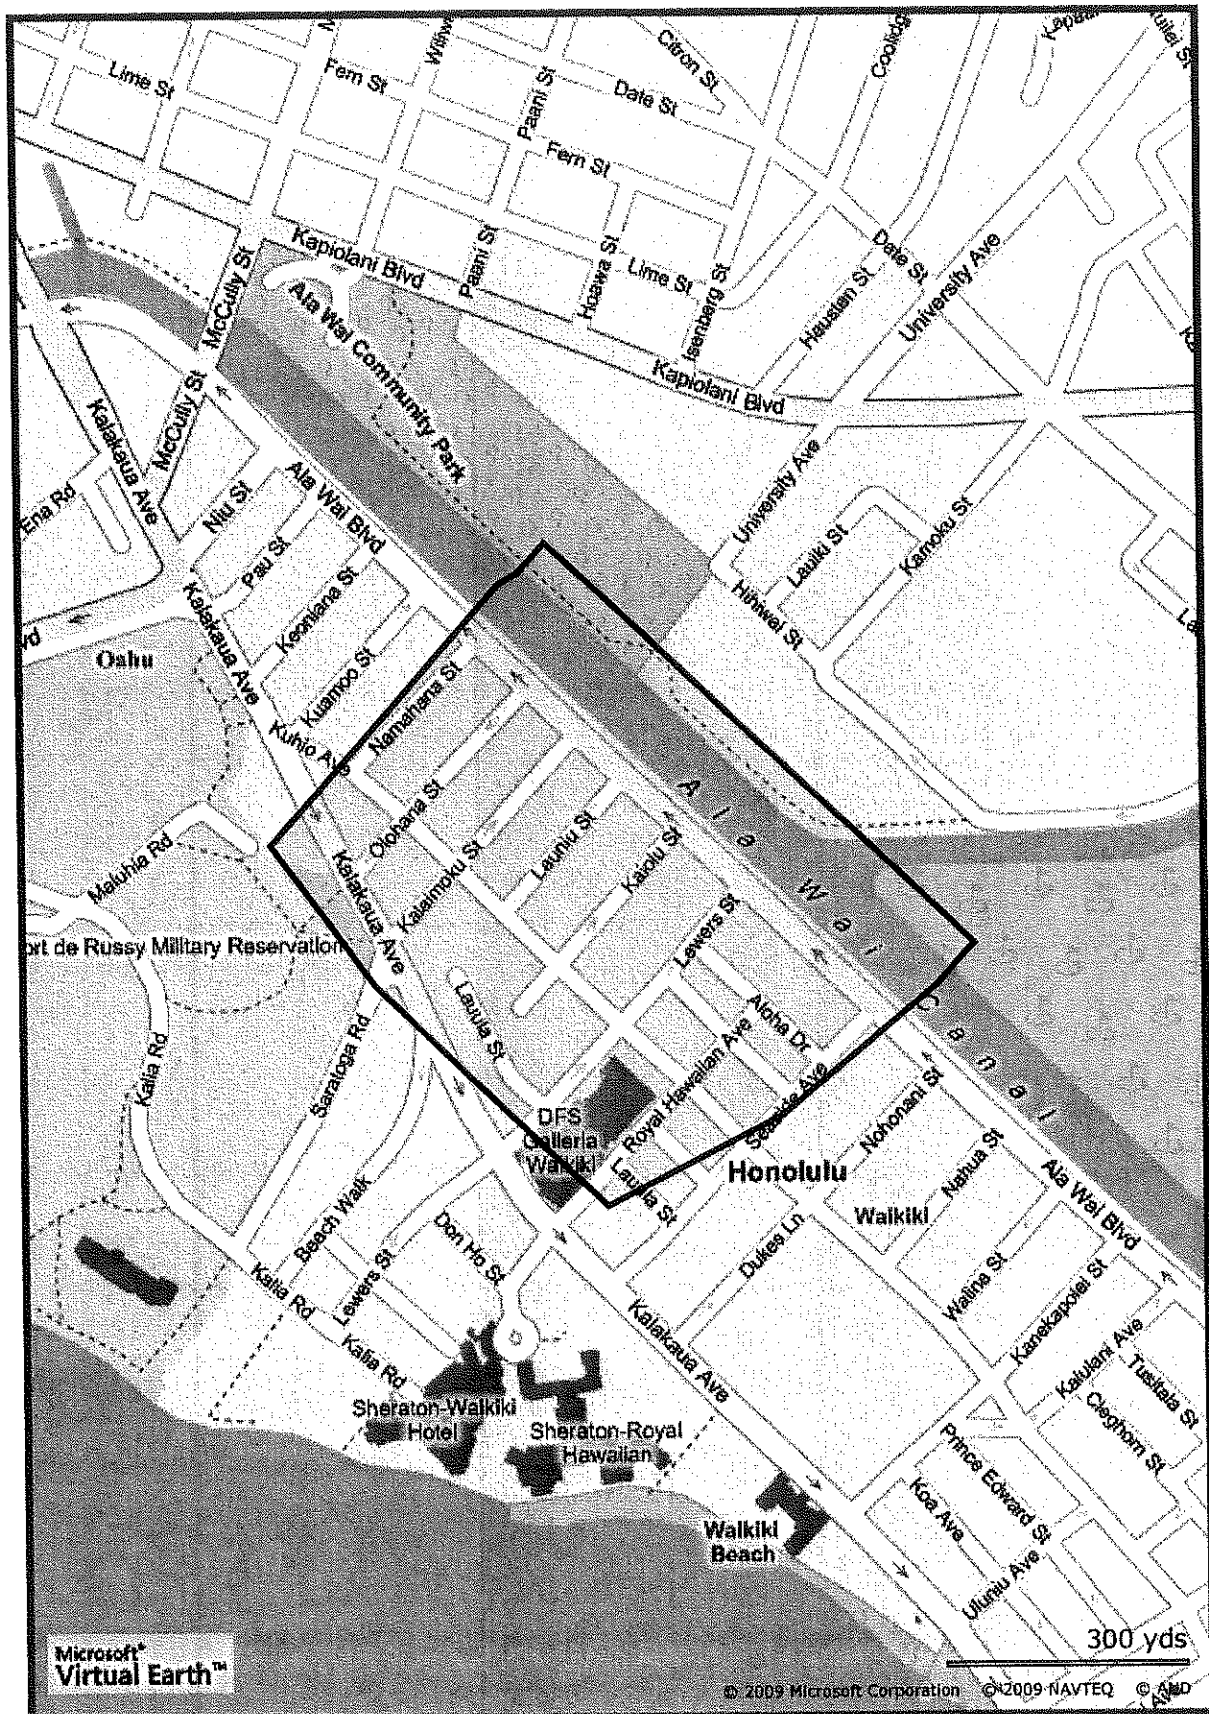 Lime St
Fern St
Paani St
Citron St
Date St
Fern St
Kapiolani Blvd
Paani St
Hoawa St
Lime St
Isenberg St
Date St
Hausten St
University Ave
McCully St
Ala Wai Community Park
Kapiolani Blvd
McCully St
Kalakaua Ave
Ena Rd
Niu St
Ala Wai Blvd
University Ave
Pau St
Lauiki St
Kamoku St
Hihiwai St
Keoniana St
Kalakaua Ave
Oahu
Kuamoo St
Namahana St
Kuhio Ave
Olohana St
Kalaimoku St
Launiu St
Kaiolu St
Ala Wai Canal
Maluhia Rd
Kalakaua Ave
ort de Russy Military Reservation
Lewers St
Lauula St
Aloha Dr
Kalia Rd
Saratoga Rd
Royal Hawaiian Ave
Seaside Ave
Nohonani St
DFS
Galleria
Waikiki
Lauula St
Honolulu
Nahua St
Waikiki
Ala Wai Blvd
Beach Walk
Don Ho St
Dukes Ln
Lewers St
Walina St
Kanekapolei St
Kalia Rd
Kalakaua Ave
Kaiulani Ave
Tusitala St
Cleghorn St
Kalia Rd
Sheraton-Waikiki
Hotel
Sheraton-Royal
Hawaiian
Prince Edward St
Koa Ave
Waikiki
Beach
Uluniu Ave
300 yds
Microsoft®
Virtual Earth™
© 2009 Microsoft Corporation © 2009 NAVTEQ © AND